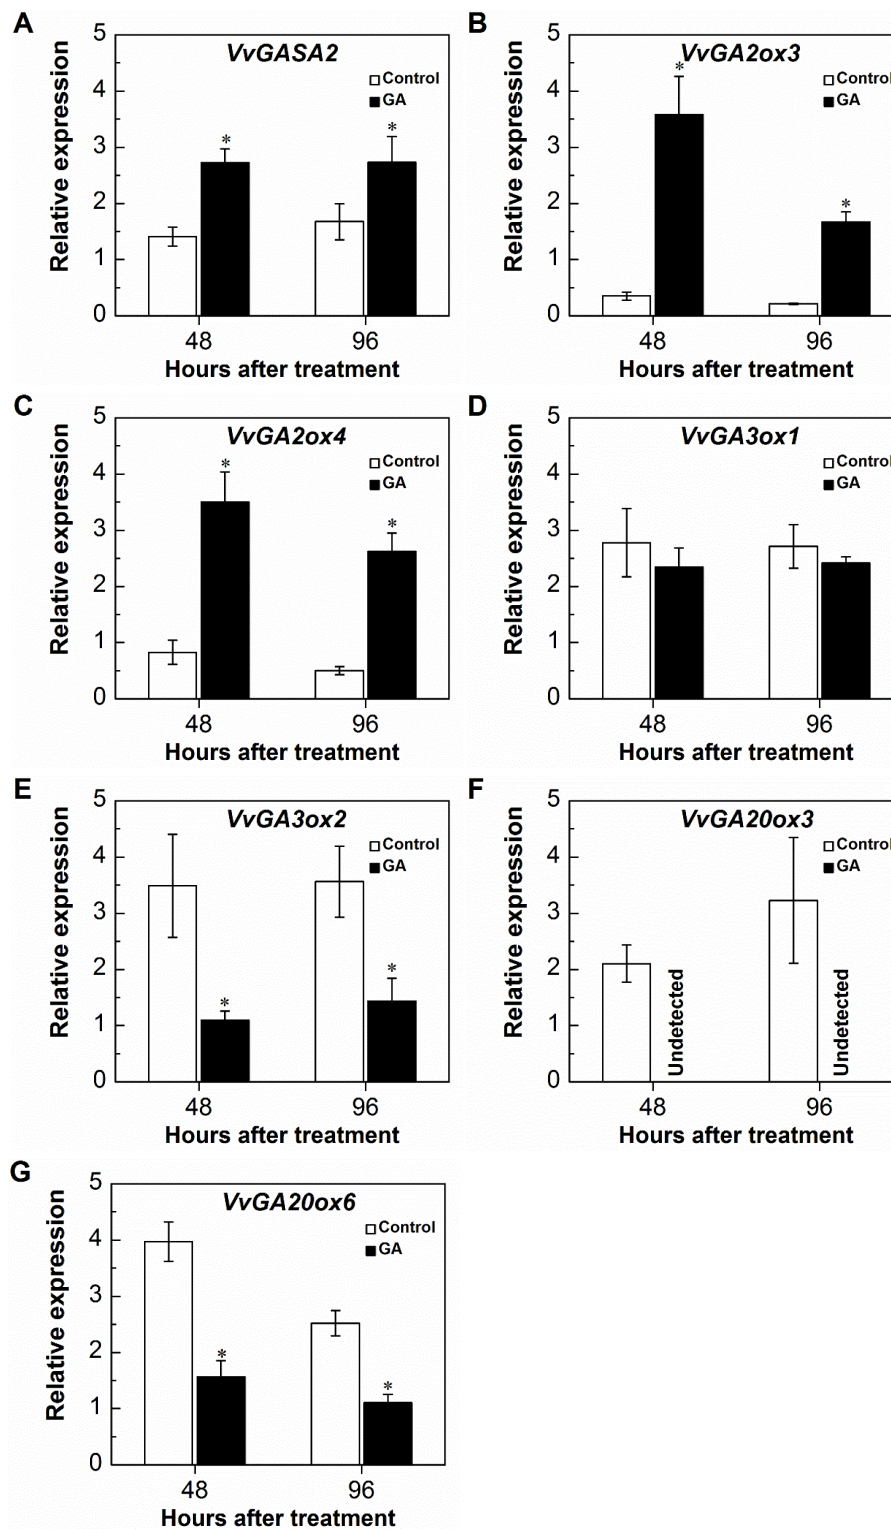 A
VvGASA2
Control
GA
Relative expression
5
4
3
2
1
0
*
*
48
96
Hours after treatment
B
VvGA2ox3
Control
GA
Relative expression
5
4
3
2
1
0
*
*
48
96
Hours after treatment
C
VvGA2ox4
Control
GA
Relative expression
5
4
3
2
1
0
*
*
48
96
Hours after treatment
D
VvGA3ox1
Control
GA
Relative expression
5
4
3
2
1
0
48
96
Hours after treatment
E
VvGA3ox2
Control
GA
Relative expression
5
4
3
2
1
0
*
*
48
96
Hours after treatment
F
VvGA20ox3
Control
GA
Relative expression
5
4
3
2
1
0
Undetected
Undetected
48
96
Hours after treatment
G
VvGA20ox6
Control
GA
Relative expression
5
4
3
2
1
0
*
*
48
96
Hours after treatment